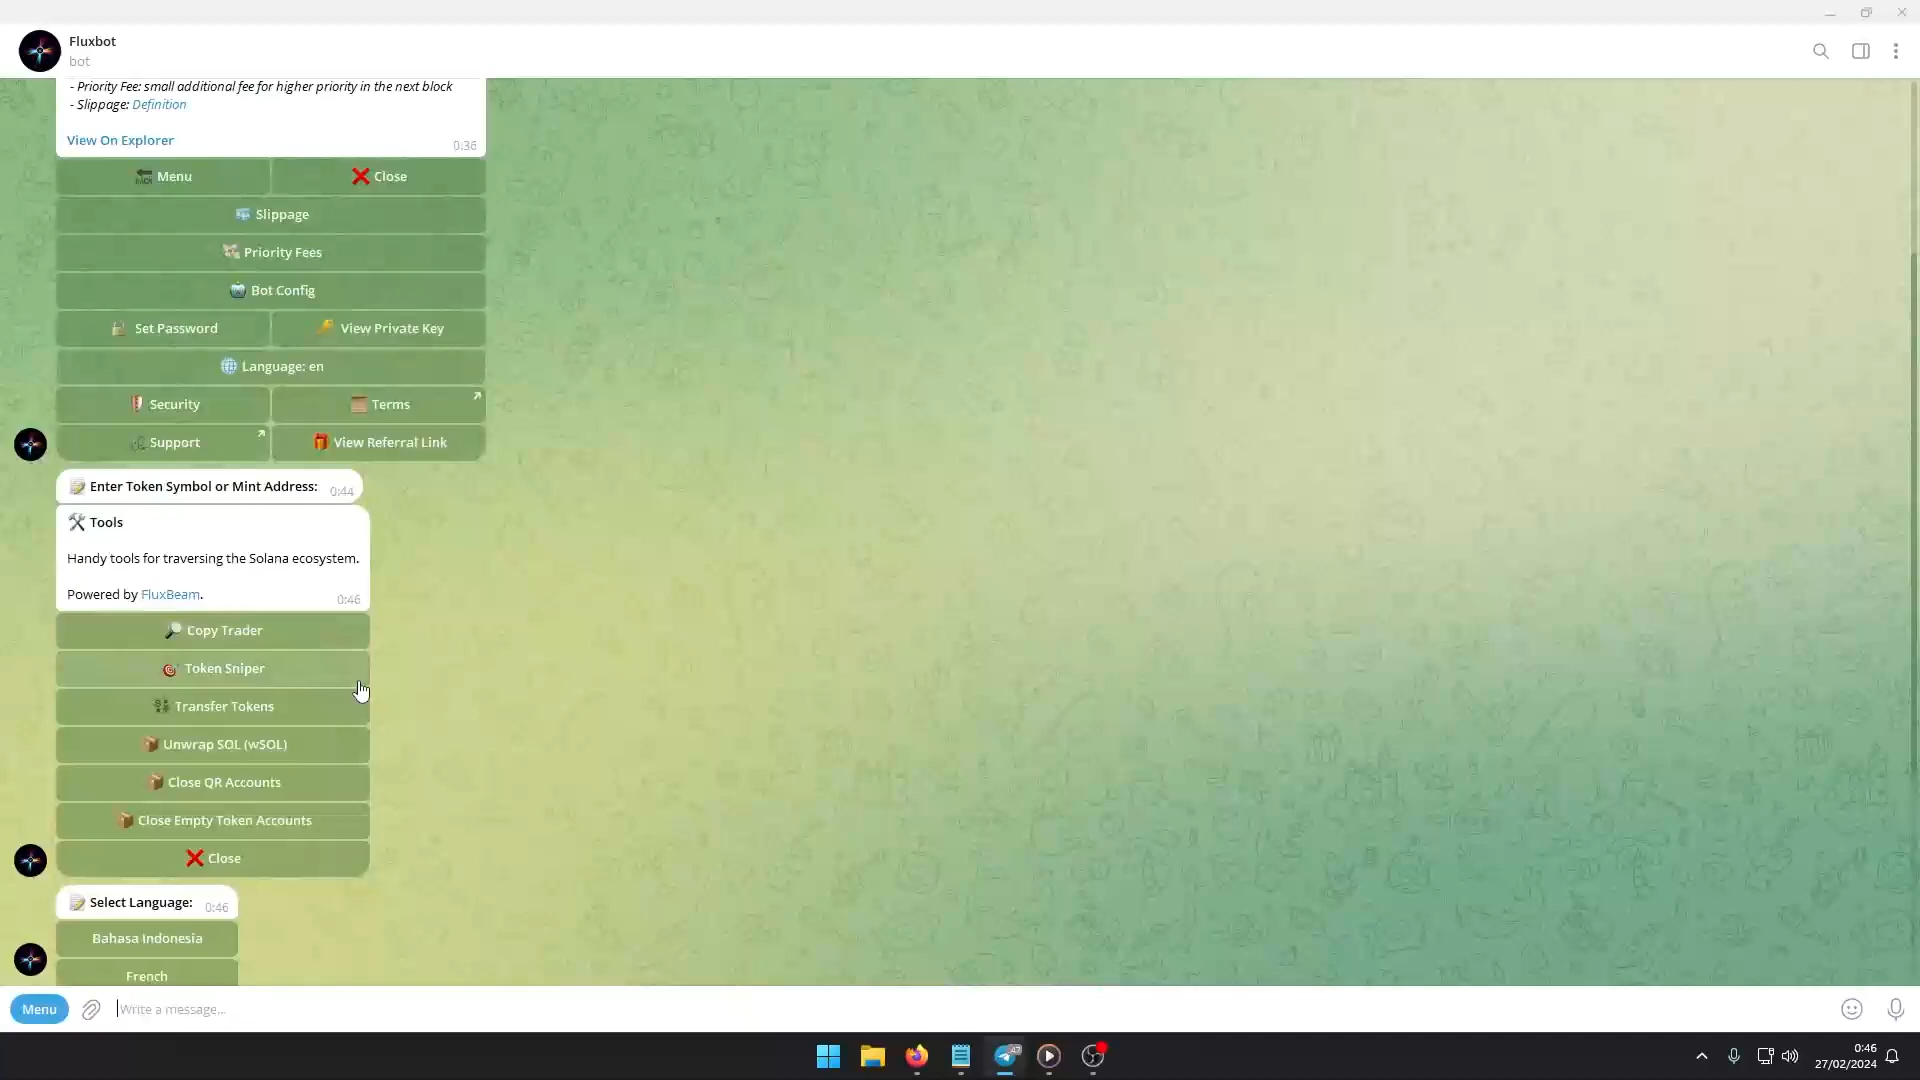 Fluxbot
bot
- Priority Fee: small additional fee for higher priority in the next block
- Slippage: Definition
View On Explorer
0:36
Menu
Close
Slippage
Priority Fees
Bot Config
Set Password
View Private Key
Language: en
Security
Terms
Support
View Referral Link
Enter Token Symbol or Mint Address:
0:44
Tools
Handy tools for traversing the Solana ecosystem.
Powered by FluxBeam.
0:46
Copy Trader
Token Sniper
Transfer Tokens
Unwrap SOL (wSOL)
Close QR Accounts
Close Empty Token Accounts
Close
Select Language:
0:46
Bahasa Indonesia
French
Menu
Write a message...
47
0:46
27/02/2024